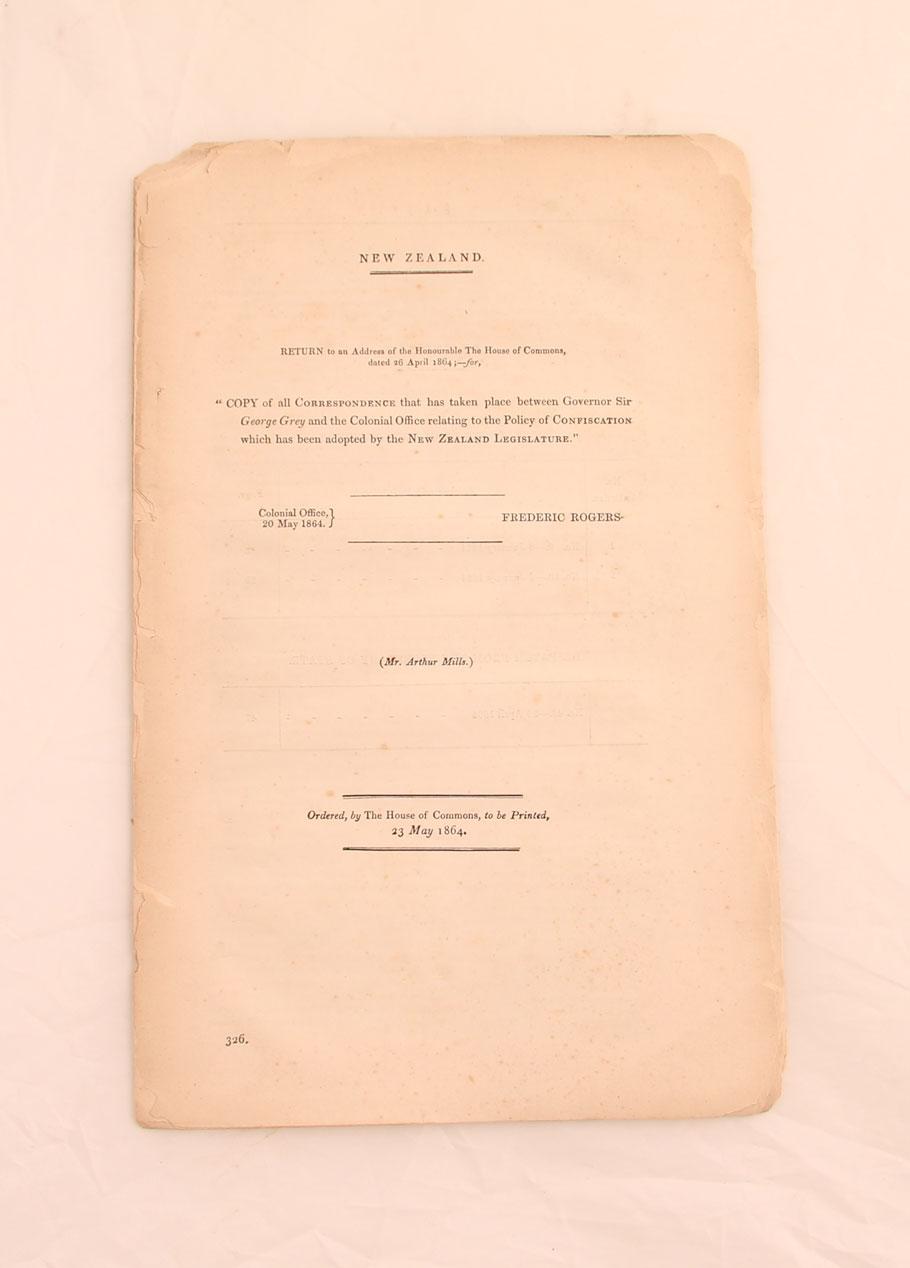 NEW ZEALAND.
RETURN to an Address of the Honourable The House of Commons,
dated 26 April 1864;—for,
" COPY of all CORRESPONDENCE that has taken place between Governor Sir
George Grey and the Colonial Office relating to the Policy of CONFISCATION
which has been adopted by the NEW ZEALAND LEGISLATURE."
Colonial Office,}
20 May 1864.
FREDERIC ROGERS.
(Mr. Arthur Mills.)
Ordered, by The House of Commons, to be Printed,
23 May 1864.
326.